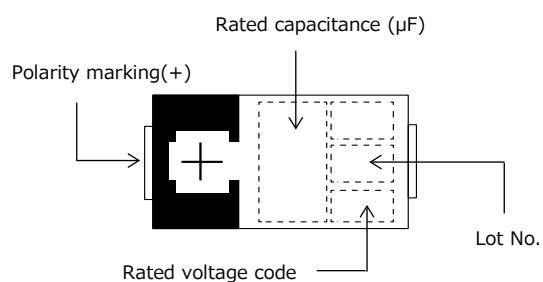 Rated capacitance (μF)
Polarity marking(+)
+
Lot No.
Rated voltage code